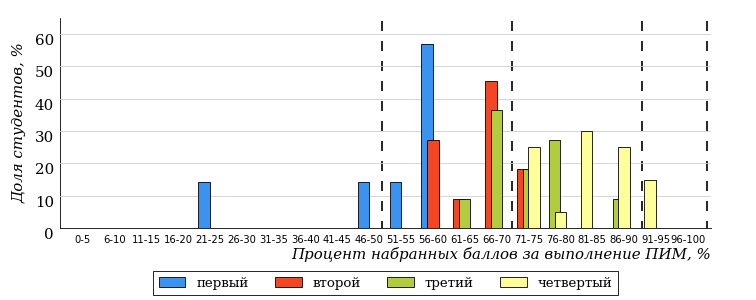 Доля студентов, %
60
50
40
30
20
10
0
0-5 6-10 11-15 16-20 21-25 26-30 31-35 36-40 41-45 46-50 51-55 56-60 61-65 66-70 71-75 76-80 81-85 86-90 91-95 96-100
Процент набранных баллов за выполнение ПИМ, %
первый второй третий четвертый